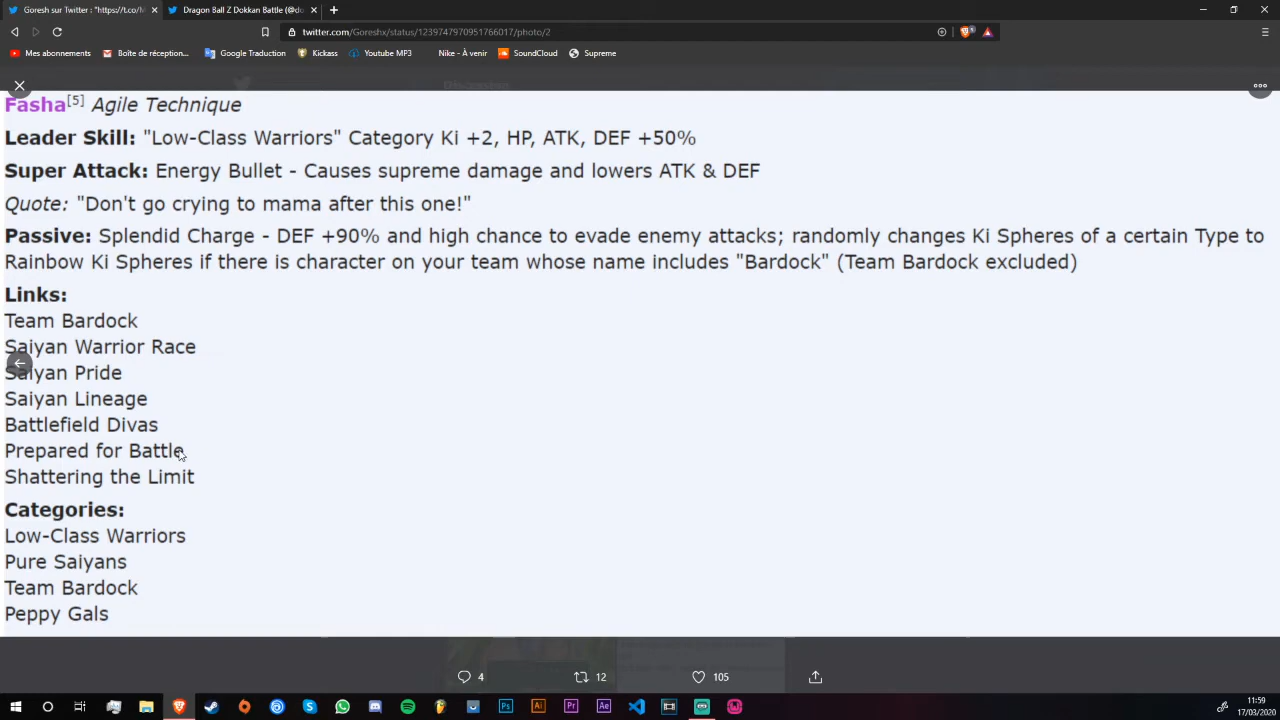 Goresh sur Twitter : "https://t.co/M
Dragon Ball Z Dokkan Battle (@do
twitter.com/Goreshx/status/1239747970951766017/photo/2
Mes abonnements
Boîte de réception...
Google Traduction
Kickass
Youtube MP3
Nike - À venir
SoundCloud
Supreme
Fasha[5] Agile Technique
Leader Skill: "Low-Class Warriors" Category Ki +2, HP, ATK, DEF +50%
Super Attack: Energy Bullet - Causes supreme damage and lowers ATK & DEF
Quote: "Don't go crying to mama after this one!"
Passive: Splendid Charge - DEF +90% and high chance to evade enemy attacks; randomly changes Ki Spheres of a certain Type to
Rainbow Ki Spheres if there is character on your team whose name includes "Bardock" (Team Bardock excluded)
Links:
Team Bardock
Saiyan Warrior Race
Saiyan Pride
Saiyan Lineage
Battlefield Divas
Prepared for Battle
Shattering the Limit
Categories:
Low-Class Warriors
Pure Saiyans
Team Bardock
Peppy Gals
4
12
105
Ps
Ai
Pr
Ae
11:59
17/03/2020